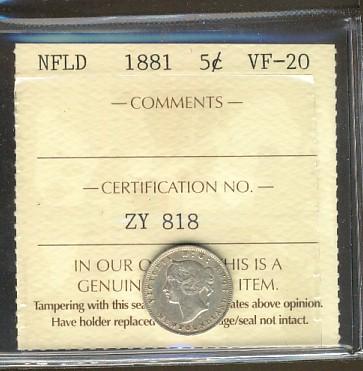 NFLD 1881 5¢ VF-20
— COMMENTS —
— CERTIFICATION NO. —
ZY 818
IN OUR HIS IS A
GENUIN ITEM.
Tampering with this sea ates above opinion.
Have holder replaced ge/seal not intact.